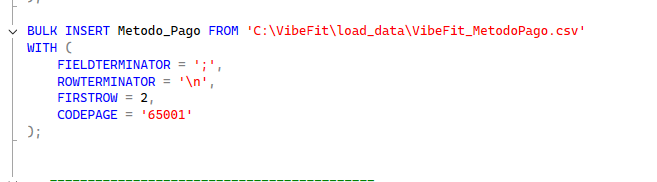 BULK INSERT Metodo_Pago FROM 'C:\VibeFit\load_data\VibeFit_MetodoPago.csv'
WITH (
    FIELDTERMINATOR = ';',
    ROWTERMINATOR = '\n',
    FIRSTROW = 2,
    CODEPAGE = '65001'
);